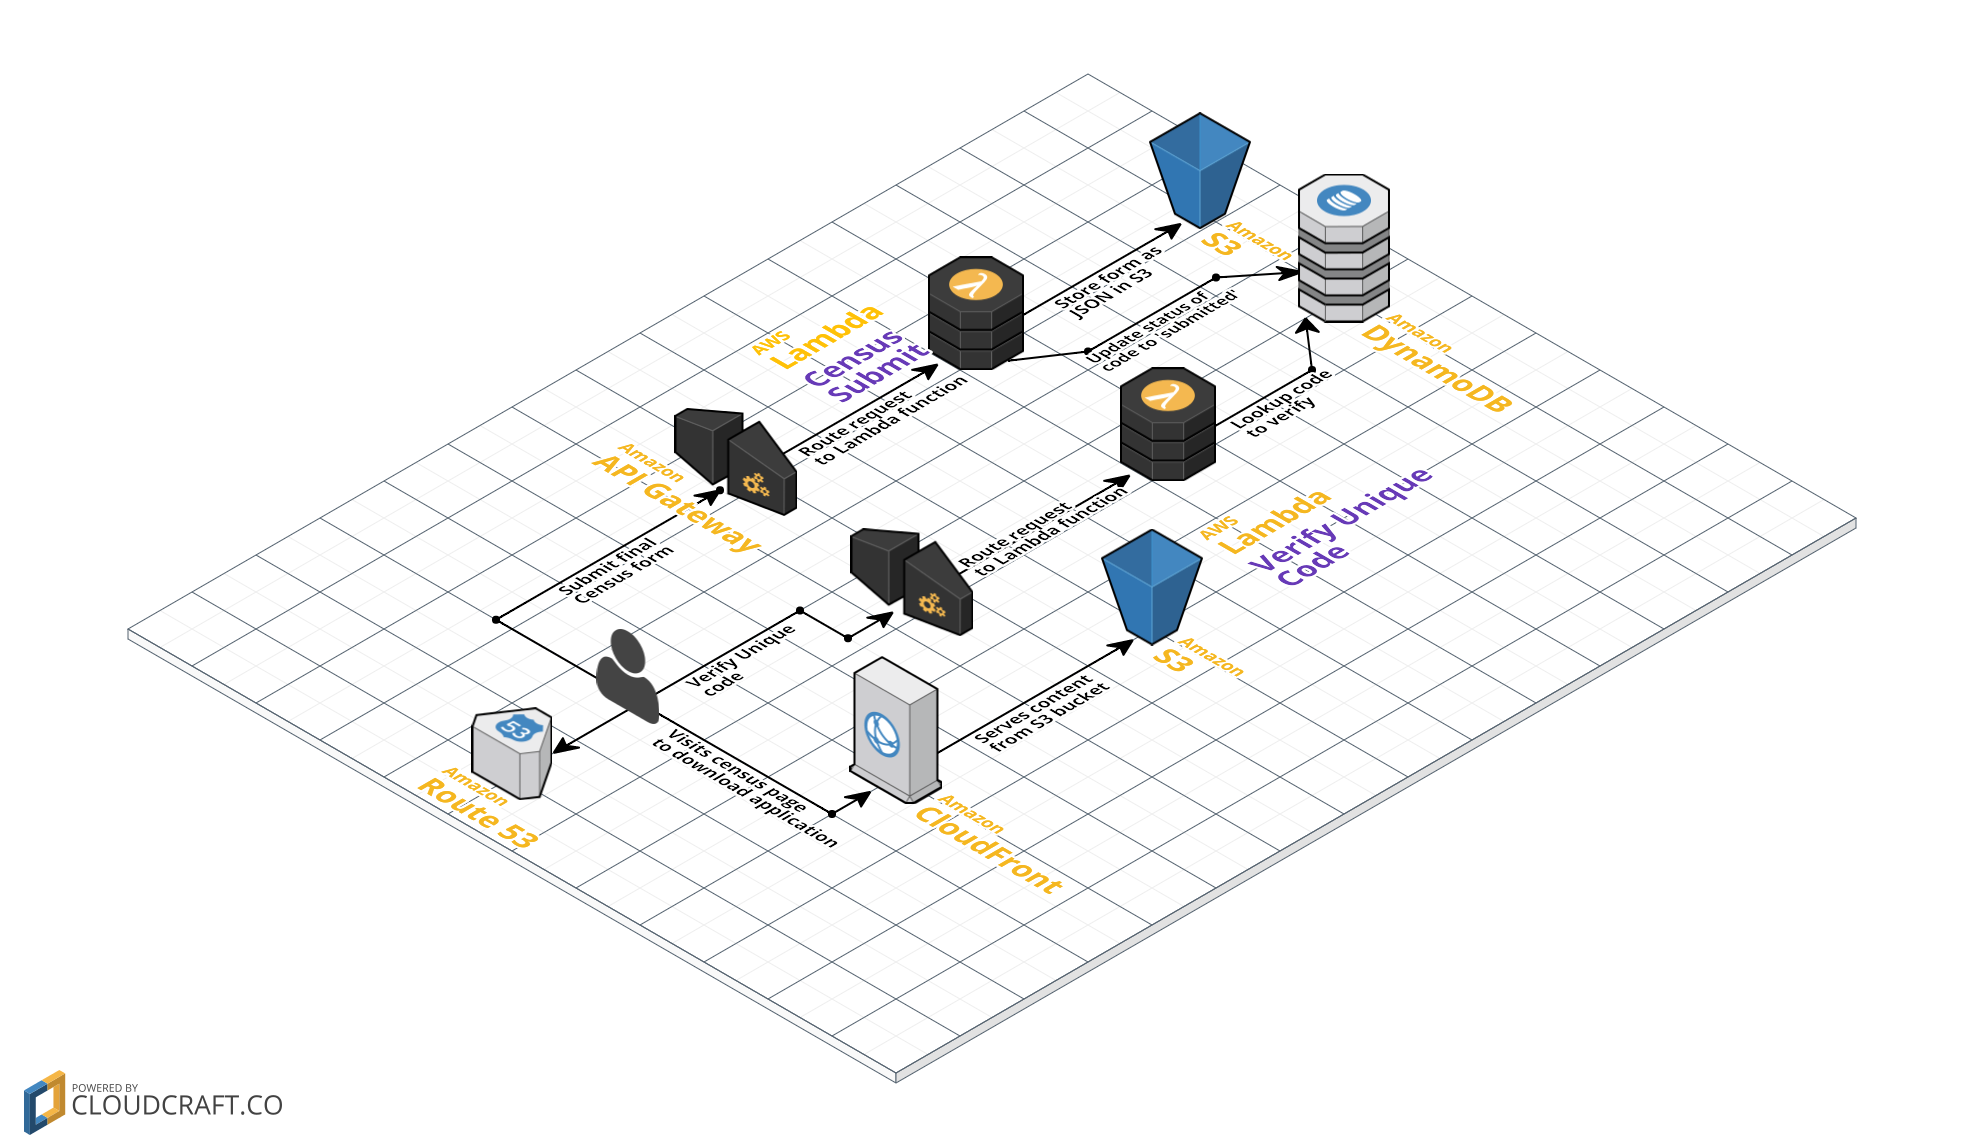 Amazon
S3
Store form as
JSON in S3
Update status of
code to 'submitted'
Amazon
DynamoDB
AWS
Lambda
Census
Submit
Route request
to Lambda function
Lookup code
to verify
Amazon
API Gateway
Route request
to Lambda function
AWS
Lambda
Verify Unique
Code
Submit final
Census form
Verify Unique
code
Amazon
S3
Serves content
from S3 bucket
53
Amazon
Route 53
Visits census page
to download application
Amazon
CloudFront
POWERED BY
CLOUDCRAFT.CO